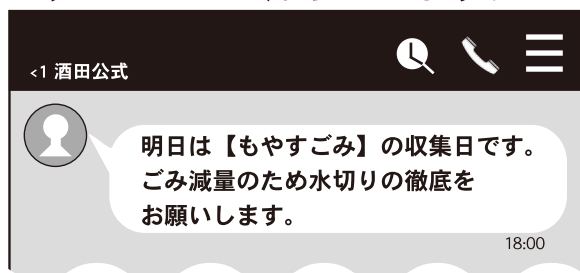 <1 酒田公式
明日は【もやすごみ】の収集日です。
ごみ減量のため水切りの徹底を
お願いします。
18:00